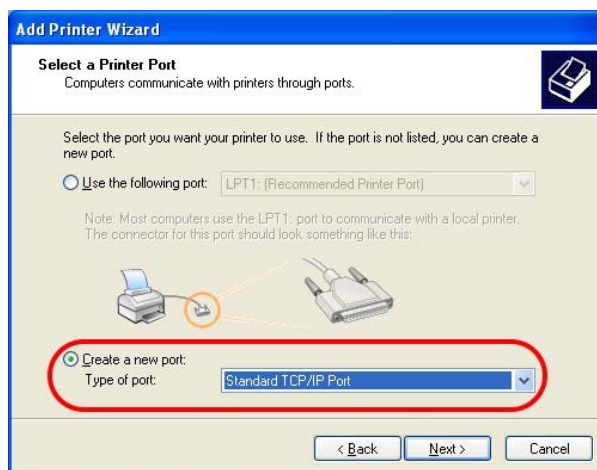 Add Printer Wizard
Select a Printer Port
Computers communicate with printers through ports.
Select the port you want your printer to use. If the port is not listed, you can create a
new port.
Use the following port: LPT1: (Recommended Printer Port)
Note: Most computers use the LPT1: port to communicate with a local printer.
The connector for this port should look something like this:
Create a new port:
Type of port: Standard TCP/IP Port
< Back Next > Cancel